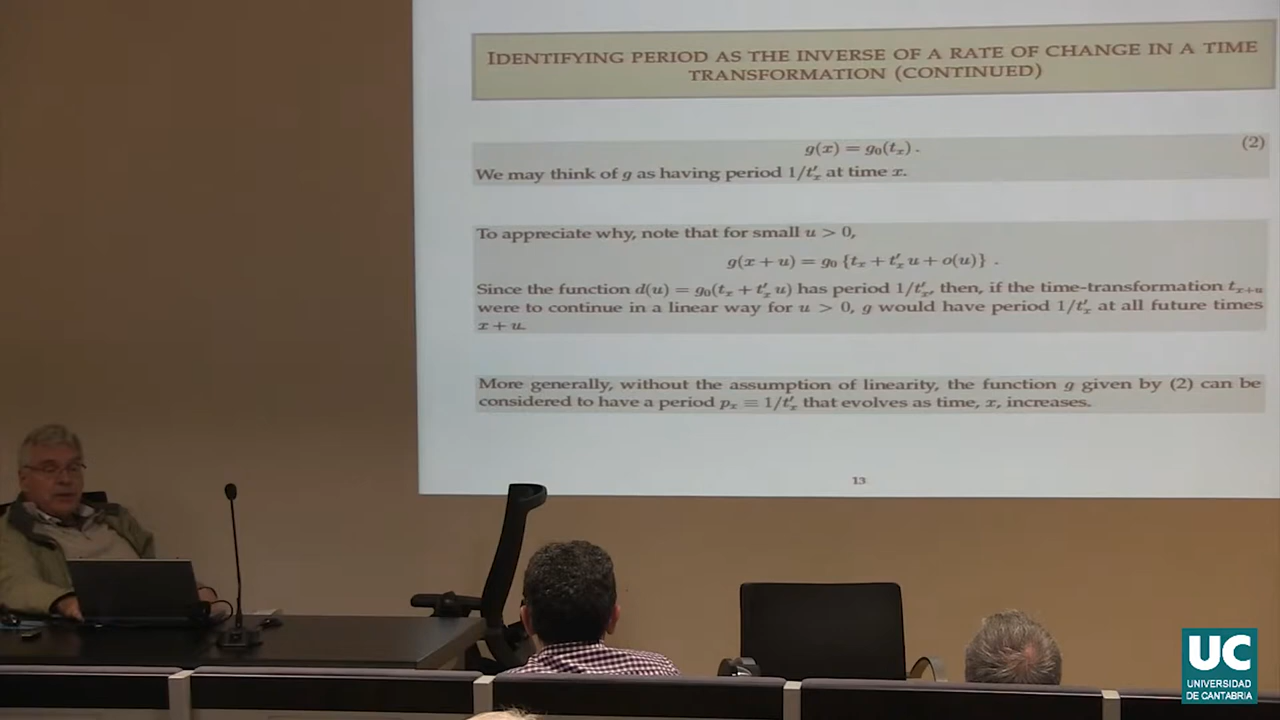 IDENTIFYING PERIOD AS THE INVERSE OF A RATE OF CHANGE IN A TIME
TRANSFORMATION (CONTINUED)
g(x) = g₀(tₓ) . (2)
We may think of g as having period 1/t′ₓ at time x.
To appreciate why, note that for small u > 0,
g(x + u) = g₀ {tₓ + t′ₓ u + o(u)} .
Since the function d(u) = g₀(tₓ + t′ₓ u) has period 1/t′ₓ, then, if the time-transformation tₓ₊ᵤ
were to continue in a linear way for u > 0, g would have period 1/t′ₓ at all future times
x + u.
More generally, without the assumption of linearity, the function g given by (2) can be
considered to have a period pₓ ≡ 1/t′ₓ that evolves as time, x, increases.
13
UC
UNIVERSIDAD
DE CANTABRIA